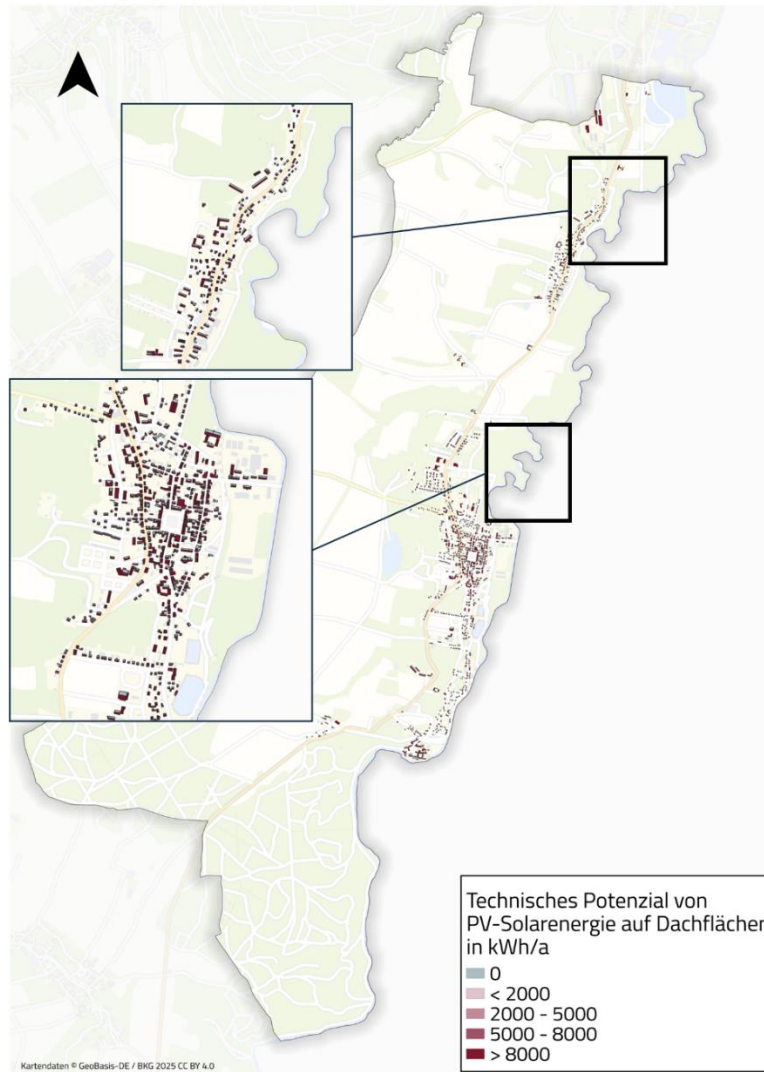 Technisches Potenzial von
PV-Solarenergie auf Dachflächen
in kWh/a
0
< 2000
2000 - 5000
5000 - 8000
> 8000
Kartendaten © GeoBasis-DE / BKG 2025 CC BY 4.0